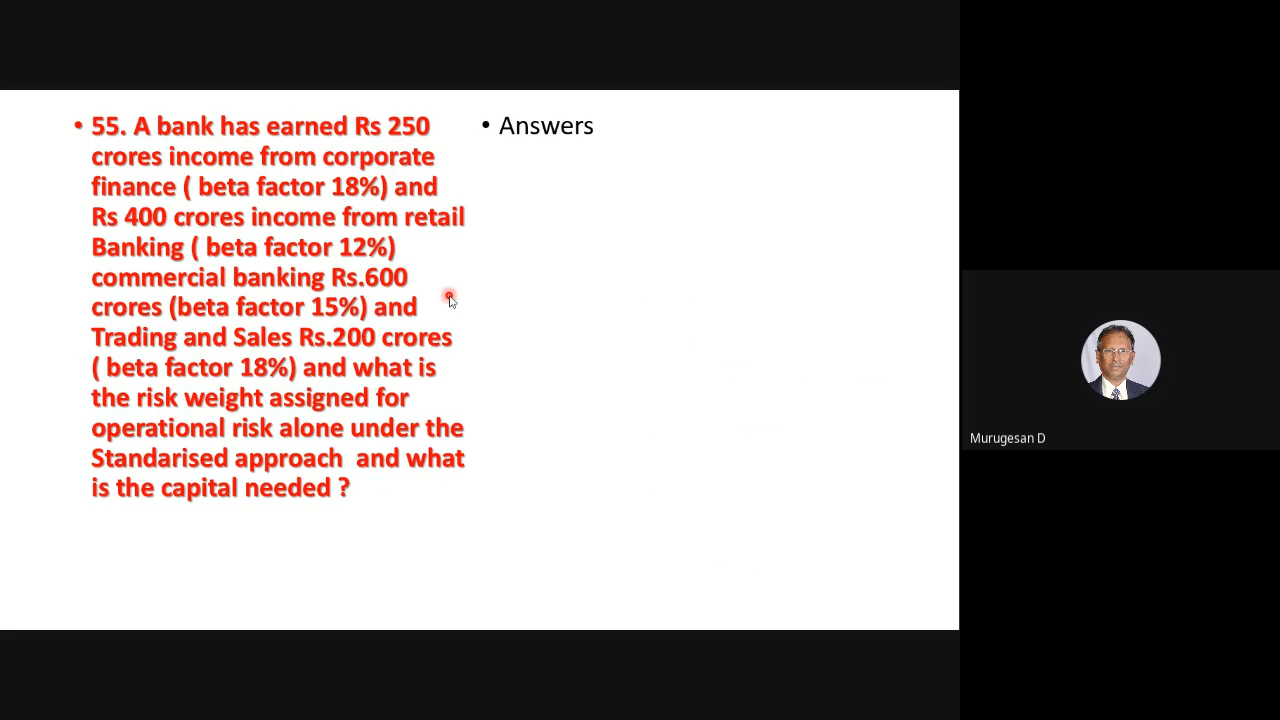 • 55. A bank has earned Rs 250
crores income from corporate
finance ( beta factor 18%) and
Rs 400 crores income from retail
Banking ( beta factor 12%)
commercial banking Rs.600
crores (beta factor 15%) and
Trading and Sales Rs.200 crores
( beta factor 18%) and what is
the risk weight assigned for
operational risk alone under the
Standarised approach  and what
is the capital needed ?
• Answers
Murugesan D